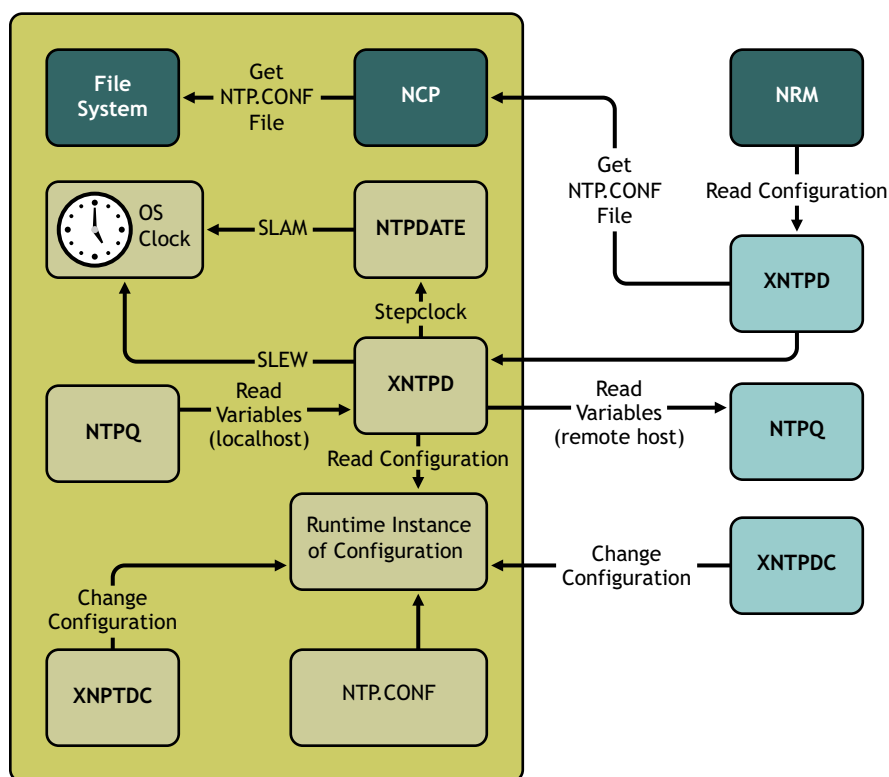 File
System
Get
NTP.CONF
File
NCP
NRM
Get
NTP.CONF
File
Read Configuration
OS
Clock
SLAM
NTPDATE
XNTPD
Stepclock
SLEW
XNTPD
NTPQ
Read
Variables
(localhost)
Read
Variables
(remote host)
NTPQ
Read Configuration
Runtime Instance
of Configuration
Change
Configuration
XNTPDC
Change
Configuration
XNPTDC
NTP.CONF